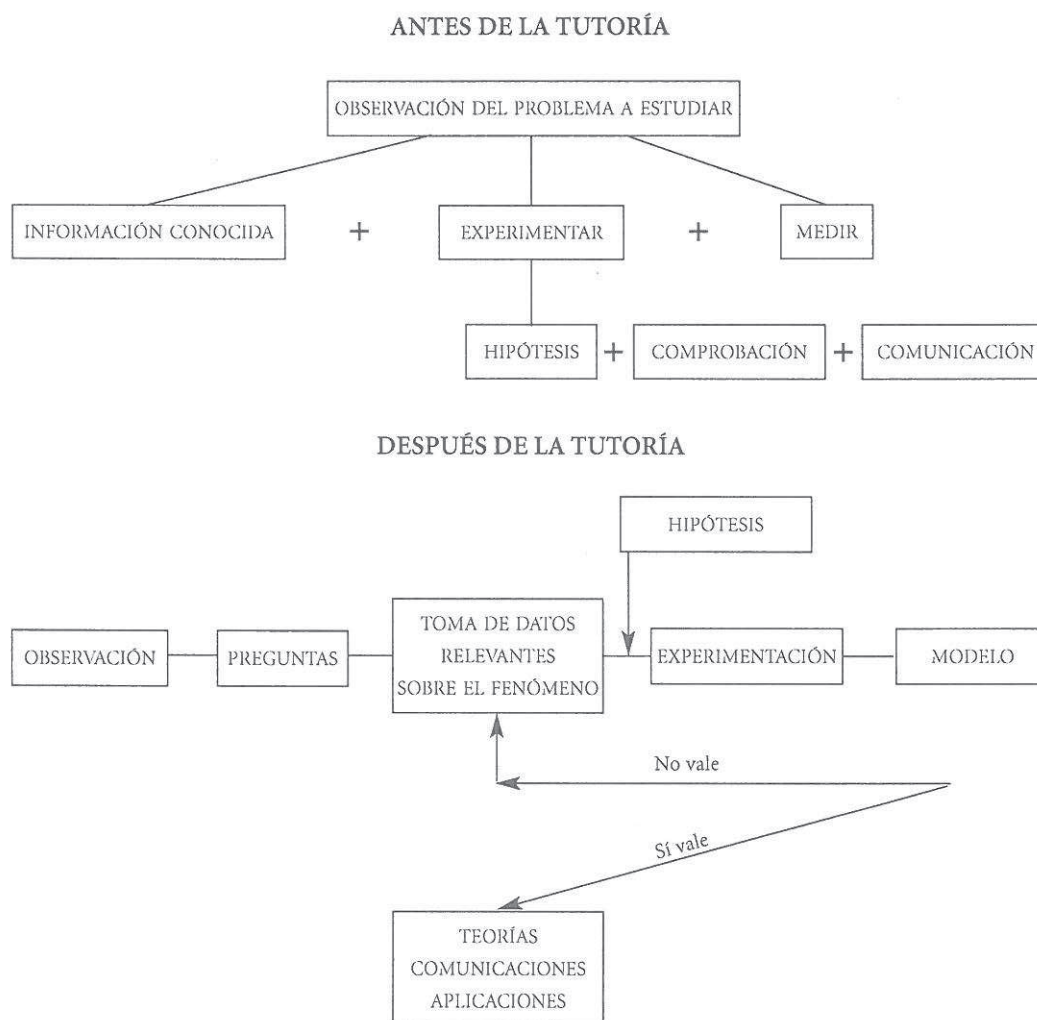 ANTES DE LA TUTORÍA
OBSERVACIÓN DEL PROBLEMA A ESTUDIAR
INFORMACIÓN CONOCIDA + EXPERIMENTAR + MEDIR
HIPÓTESIS + COMPROBACIÓN + COMUNICACIÓN
DESPUÉS DE LA TUTORÍA
HIPÓTESIS
OBSERVACIÓN
PREGUNTAS
TOMA DE DATOS
RELEVANTES
SOBRE EL FENÓMENO
EXPERIMENTACIÓN
MODELO
No vale
Sí vale
TEORÍAS
COMUNICACIONES
APLICACIONES